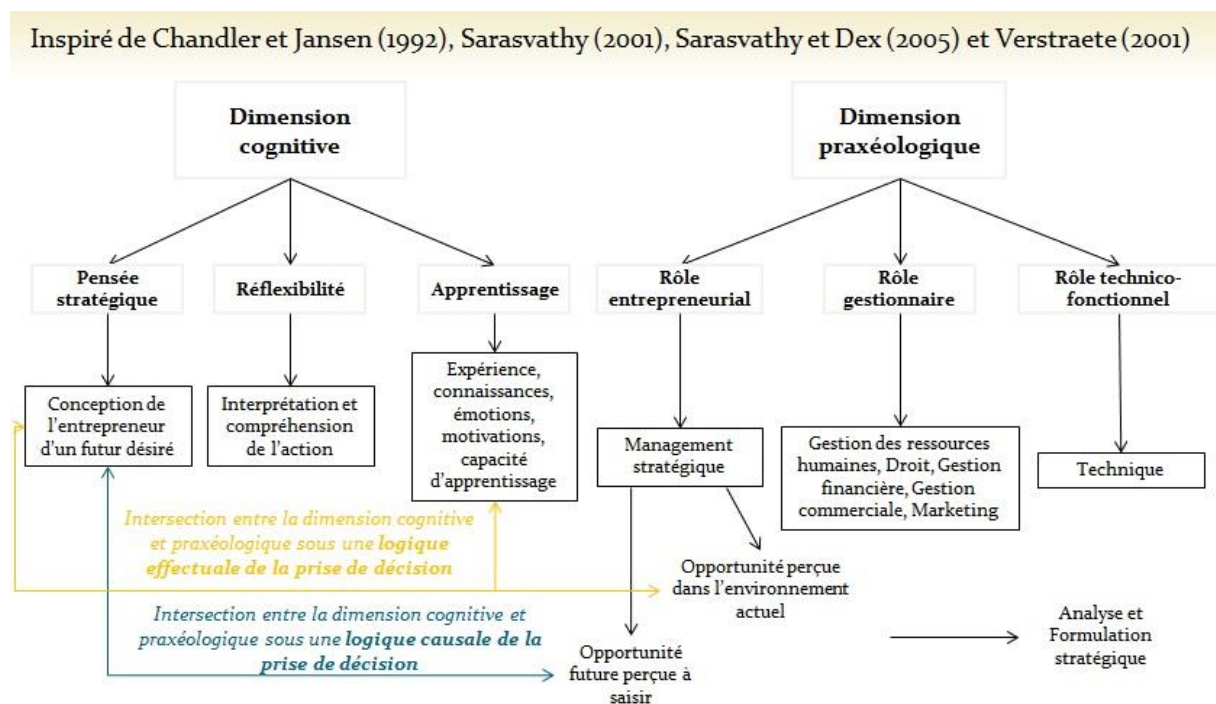 Inspiré de Chandler et Jansen (1992), Sarasvathy (2001), Sarasvathy et Dex (2005) et Verstraete (2001)
Dimension
cognitive
Dimension
praxéologique
Pensée
stratégique
Réflexibilité
Apprentissage
Rôle
entrepreneurial
Rôle
gestionnaire
Rôle technico-
fonctionnel
Conception de
l'entrepreneur
d'un futur désiré
Interprétation et
compréhension
de l'action
Expérience,
connaissances,
émotions,
motivations,
capacité
d'apprentissage
Management
stratégique
Gestion des ressources
humaines, Droit, Gestion
financière, Gestion
commerciale, Marketing
Technique
Intersection entre la dimension cognitive
et praxéologique sous une logique
effectuale de la prise de décision
Opportunité perçue
dans l'environnement
actuel
Intersection entre la dimension cognitive et
praxéologique sous une logique causale de la
prise de décision
Opportunité
future perçue à
saisir
Analyse et
Formulation
stratégique